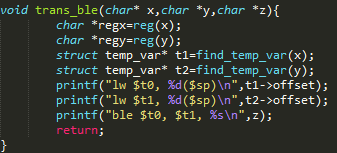 void trans_ble(char* x,char *y,char *z){
char *regx=reg(x);
char *regy=reg(y);
struct temp_var* t1=find_temp_var(x);
struct temp_var* t2=find_temp_var(y);
printf("lw $t0, %d($sp)\n",t1->offset);
printf("lw $t1, %d($sp)\n",t2->offset);
printf("ble $t0, $t1, %s\n",z);
return;
}